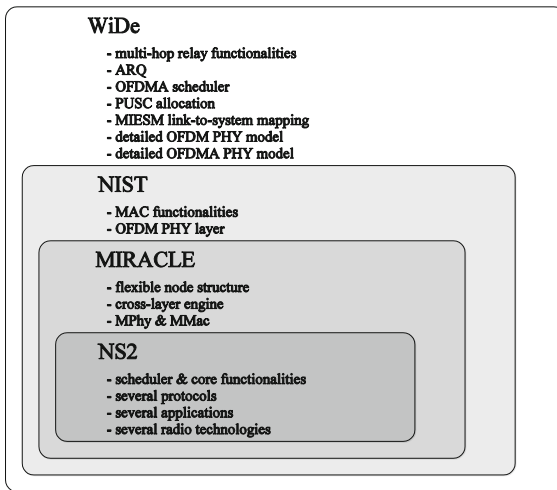 WiDe
- multi-hop relay functionalities
- ARQ
- OFDMA scheduler
- PUSC allocation
- MIESM link-to-system mapping
- detailed OFDM PHY model
- detailed OFDMA PHY model
NIST
- MAC functionalities
- OFDM PHY layer
MIRACLE
- flexible node structure
- cross-layer engine
- MPhy & MMac
NS2
- scheduler & core functionalities
- several protocols
- several applications
- several radio technologies